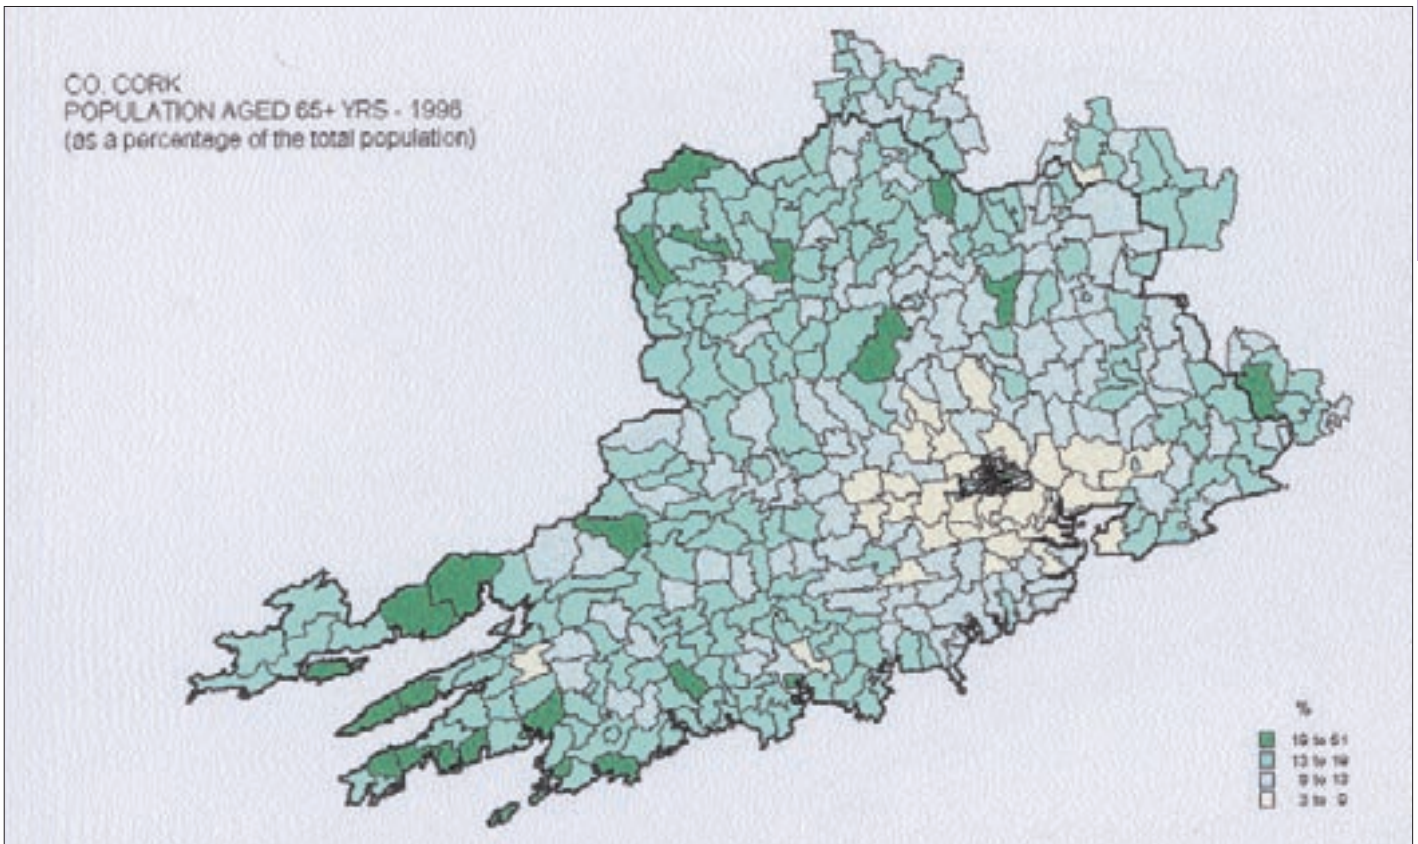 CO. CORK
POPULATION AGED 65+ YRS - 1996
(as a percentage of the total population)
%
19 to 51
13 to 19
9 to 13
3 to 9